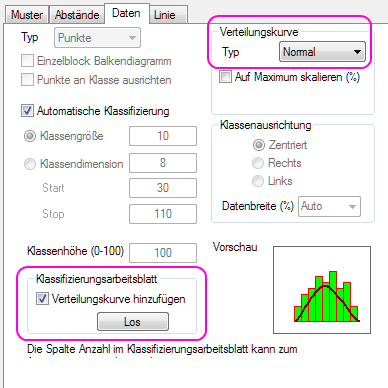 Muster Abstände Daten Linie
Typ Punkte
Einzelblock Balkendiagramm
Punkte an Klasse ausrichten
Automatische Klassifizierung
Klassengröße 10
Klassendimension 8
Start 30
Stop 110
Klassenhöhe (0-100) 100
Klassifizierungsarbeitsblatt
Verteilungskurve hinzufügen
Los
Die Spalte Anzahl im Klassifizierungsarbeitsblatt kann zum
Verteilungskurve
Typ Normal
Auf Maximum skalieren (%)
Klassenausrichtung
Zentriert
Rechts
Links
Datenbreite (%) Auto
Vorschau